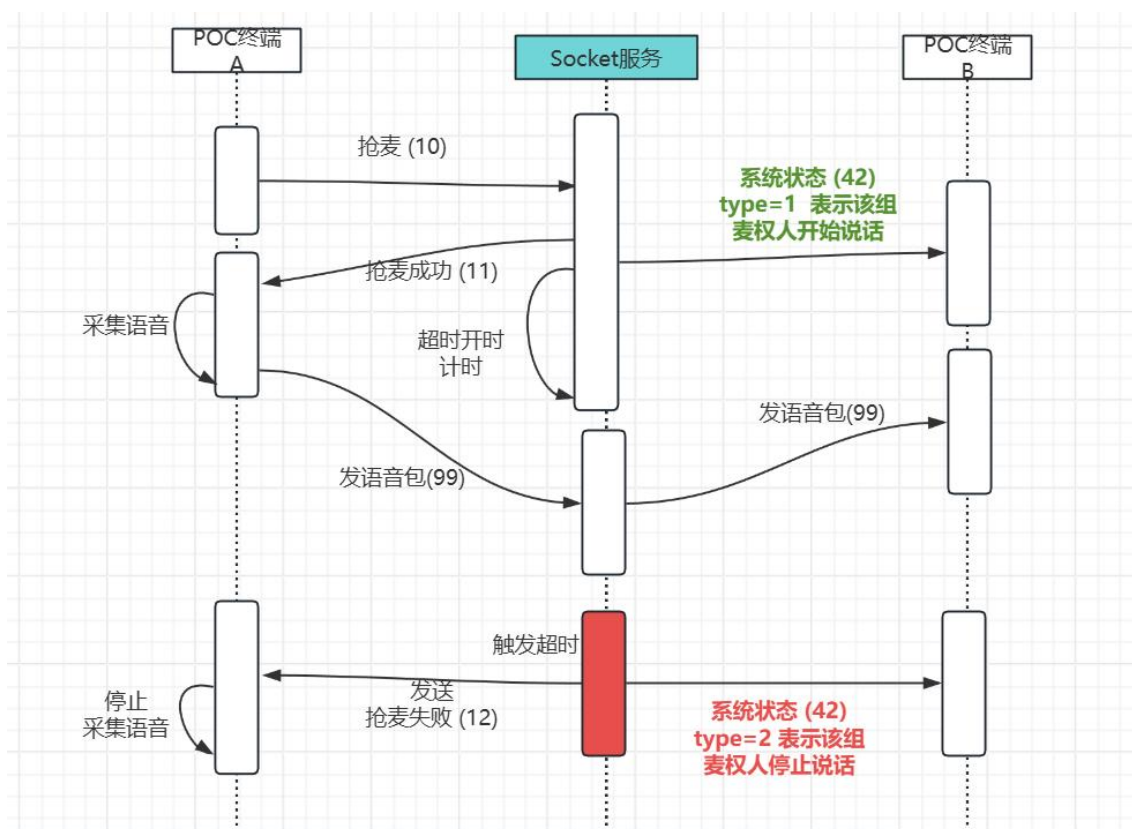 POC终端
A
Socket服务
POC终端
B
抢麦 (10)
系统状态 (42)
type=1 表示该组
麦权人开始说话
抢麦成功 (11)
采集语音
超时开时
计时
发语音包(99)
发语音包(99)
触发超时
发送
抢麦失败 (12)
停止
采集语音
系统状态 (42)
type=2 表示该组
麦权人停止说话